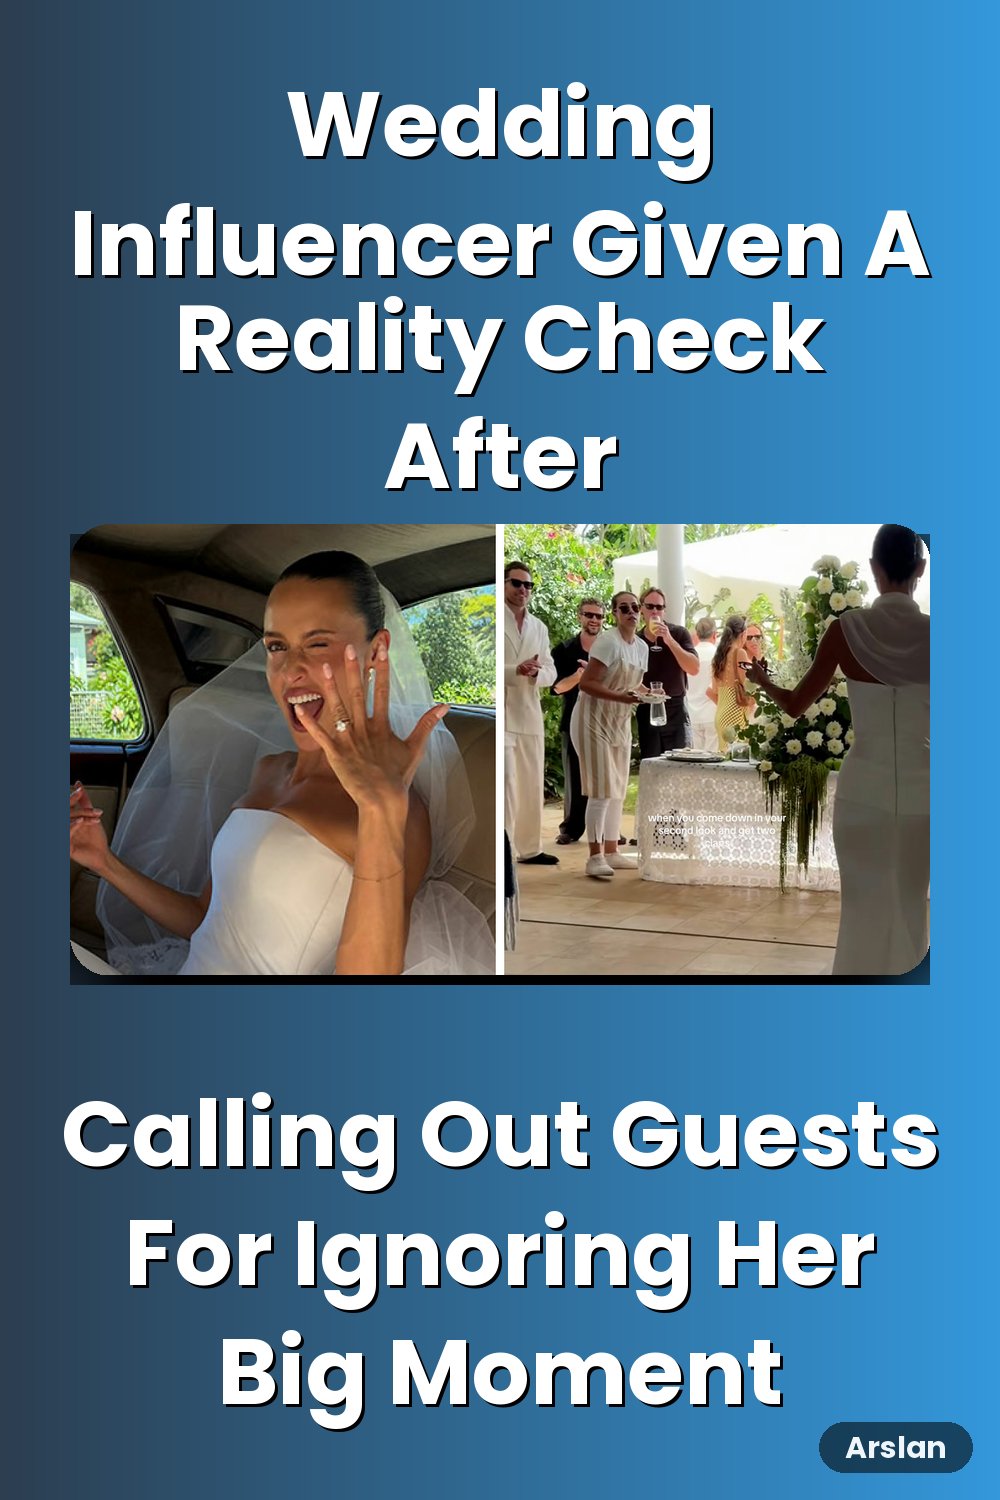 Wedding
Influencer Given A
Reality Check
After
when you come down in your
second look and get two
claps
Calling Out Guests
For Ignoring Her
Big Moment
Arslan